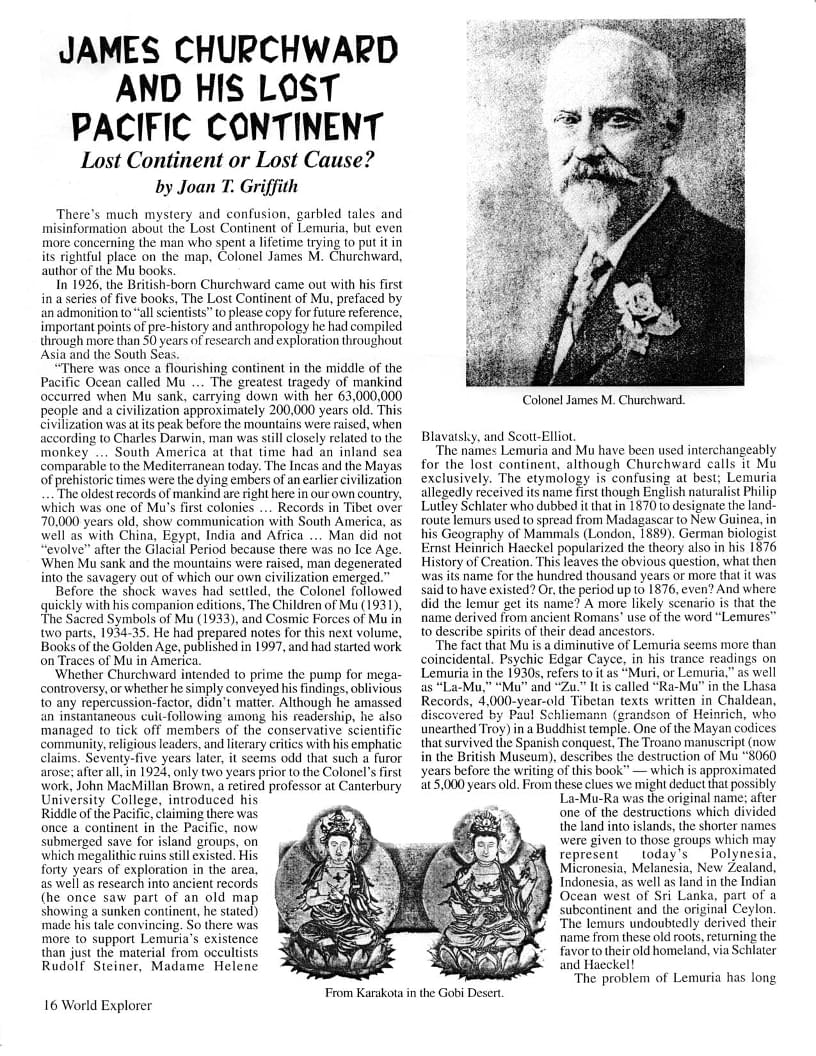 JAMES CHURCHWARD
AND HIS LOST
PACIFIC CONTINENT
Lost Continent or Lost Cause?
by Joan T. Griffith
There's much mystery and confusion, garbled tales and
misinformation about the Lost Continent of Lemuria, but even
more concerning the man who spent a lifetime trying to put it in
its rightful place on the map, Colonel James M. Churchward,
author of the Mu books.
In 1926, the British-born Churchward came out with his first
in a series of five books, The Lost Continent of Mu, prefaced by
an admonition to “all scientists” to please copy for future reference,
important points of pre-history and anthropology he had compiled
through more than 50 years of research and exploration throughout
Asia and the South Seas.
“There was once a flourishing continent in the middle of the
Pacific Ocean called Mu ... The greatest tragedy of mankind
occurred when Mu sank, carrying down with her 63,000,000
people and a civilization approximately 200,000 years old. This
civilization was at its peak before the mountains were raised, when
according to Charles Darwin, man was still closely related to the
monkey ... South America at that time had an inland sea
comparable to the Mediterranean today. The Incas and the Mayas
of prehistoric times were the dying embers of an earlier civilization
... The oldest records of mankind are right here in our own country,
which was one of Mu's first colonies ... Records in Tibet over
70,000 years old, show communication with South America, as
well as with China, Egypt, India and Africa ... Man did not
“evolve” after the Glacial Period because there was no Ice Age.
When Mu sank and the mountains were raised, man degenerated
into the savagery out of which our own civilization emerged.”
Before the shock waves had settled, the Colonel followed
quickly with his companion editions, The Children of Mu (1931),
The Sacred Symbols of Mu (1933), and Cosmic Forces of Mu in
two parts, 1934-35. He had prepared notes for this next volume,
Books of the Golden Age, published in 1997, and had started work
on Traces of Mu in America.
Whether Churchward intended to prime the pump for mega-
controversy, or whether he simply conveyed his findings, oblivious
to any repercussion-factor, didn't matter. Although he amassed
an instantaneous cult-following among his readership, he also
managed to tick off members of the conservative scientific
community, religious leaders, and literary critics with his emphatic
claims. Seventy-five years later, it seems odd that such a furor
arose; after all, in 1924, only two years prior to the Colonel's first
work, John MacMillan Brown, a retired professor at Canterbury
University College, introduced his
Riddle of the Pacific, claiming there was
once a continent in the Pacific, now
submerged save for island groups, on
which megalithic ruins still existed. His
forty years of exploration in the area,
as well as research into ancient records
(he once saw part of an old map
showing a sunken continent, he stated)
made his tale convincing. So there was
more to support Lemuria's existence
than just the material from occultists
Rudolf Steiner, Madame Helene
16 World Explorer
Colonel James M. Churchward.
Blavatsky, and Scott-Elliot.
The names Lemuria and Mu have been used interchangeably
for the lost continent, although Churchward calls it Mu
exclusively. The etymology is confusing at best; Lemuria
allegedly received its name first though English naturalist Philip
Lutley Schlater who dubbed it that in 1870 to designate the land-
route lemurs used to spread from Madagascar to New Guinea, in
his Geography of Mammals (London, 1889). German biologist
Ernst Heinrich Haeckel popularized the theory also in his 1876
History of Creation. This leaves the obvious question, what then
was its name for the hundred thousand years or more that it was
said to have existed? Or, the period up to 1876, even? And where
did the lemur get its name? A more likely scenario is that the
name derived from ancient Romans' use of the word “Lemures”
to describe spirits of their dead ancestors.
The fact that Mu is a diminutive of Lemuria seems more than
coincidental. Psychic Edgar Cayce, in his trance readings on
Lemuria in the 1930s, refers to it as “Muri, or Lemuria,” as well
as “La-Mu,” “Mu” and “Zu.” It is called “Ra-Mu” in the Lhasa
Records, 4,000-year-old Tibetan texts written in Chaldean,
discovered by Paul Schliemann (grandson of Heinrich, who
unearthed Troy) in a Buddhist temple. One of the Mayan codices
that survived the Spanish conquest, The Troano manuscript (now
in the British Museum), describes the destruction of Mu “8060
years before the writing of this book” — which is approximated
at 5,000 years old. From these clues we might deduct that possibly
La-Mu-Ra was the original name; after
one of the destructions which divided
the land into islands, the shorter names
were given to those groups which may
represent today's Polynesia,
Micronesia, Melanesia, New Zealand,
Indonesia, as well as land in the Indian
Ocean west of Sri Lanka, part of a
subcontinent and the original Ceylon.
The lemurs undoubtedly derived their
name from these old roots, returning the
favor to their old homeland, via Schlater
and Haeckel!
The problem of Lemuria has long
From Karakota in the Gobi Desert.